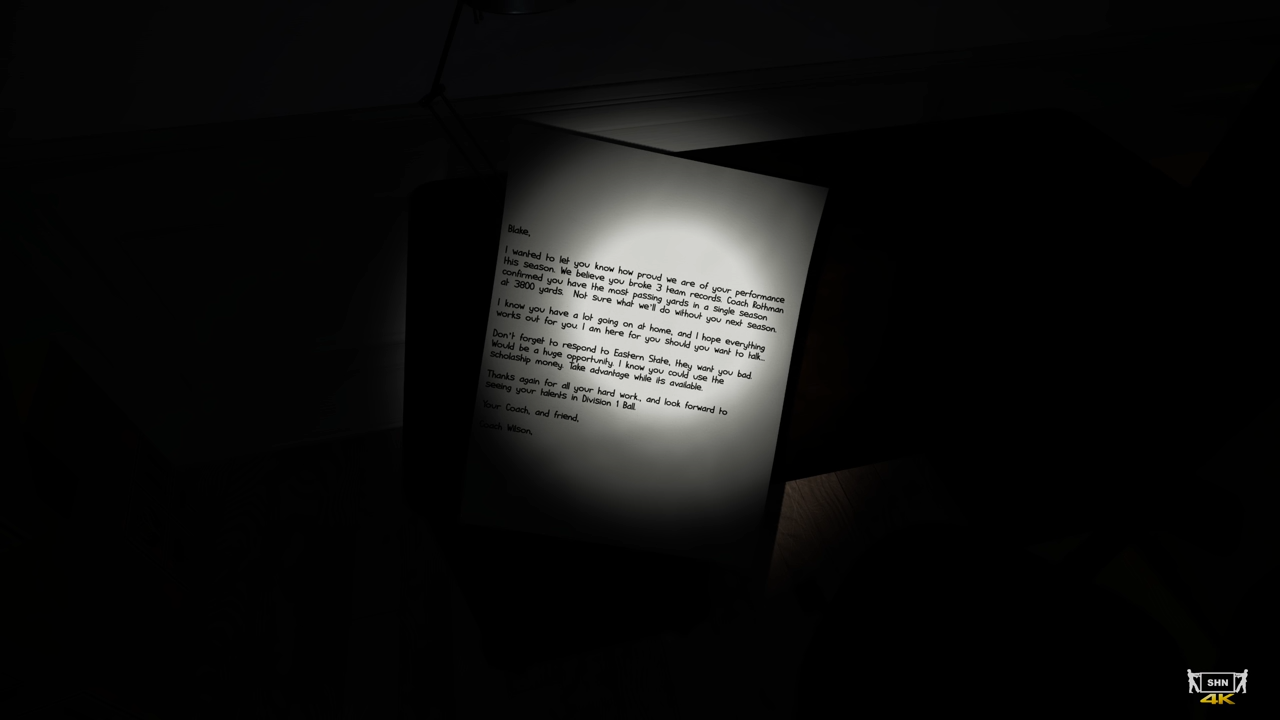 Blake,
I wanted to let you know how proud we are of your performance
this season. We believe you broke 3 team records. Coach Rothman
confirmed you have the most passing yards in a single season
at 3800 yards. Not sure what we'll do without you next season.
I know you have a lot going on at home, and I hope everything
works out for you. I am here for you should you want to talk...
Don't forget to respond to Eastern State, they want you bad.
Would be a huge opportunity. I know you could use the
scholaship money. Take advantage while its available.
Thanks again for all your hard work, and look forward to
seeing your talents in Division 1 Ball.
Your Coach, and friend,
Coach Wilson,
SHN
4K